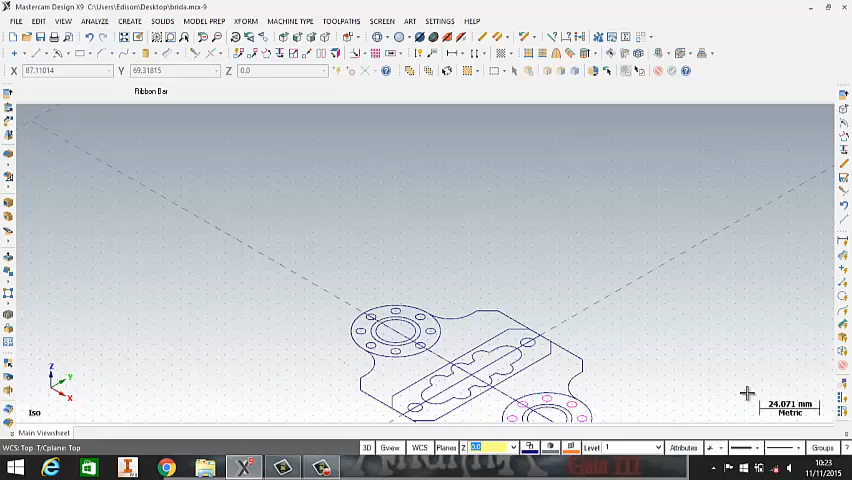 Mastercam Design X9 C:\Users\Edison\Desktop\brida.mcx-9
FILE EDIT VIEW ANALYZE CREATE SOLIDS MODEL PREP XFORM MACHINE TYPE TOOLPATHS SCREEN ART SETTINGS HELP
X 87.11014 Y 69.31815 Z 0.0
Ribbon Bar
Z
Y
X
Iso
24.071 mm
Metric
Main Viewsheet
WCS: Top T/Cplane: Top 3D Gview WCS Planes Z 0.0 Level 1 Attributes Groups
Guia III
10:23
11/11/2015